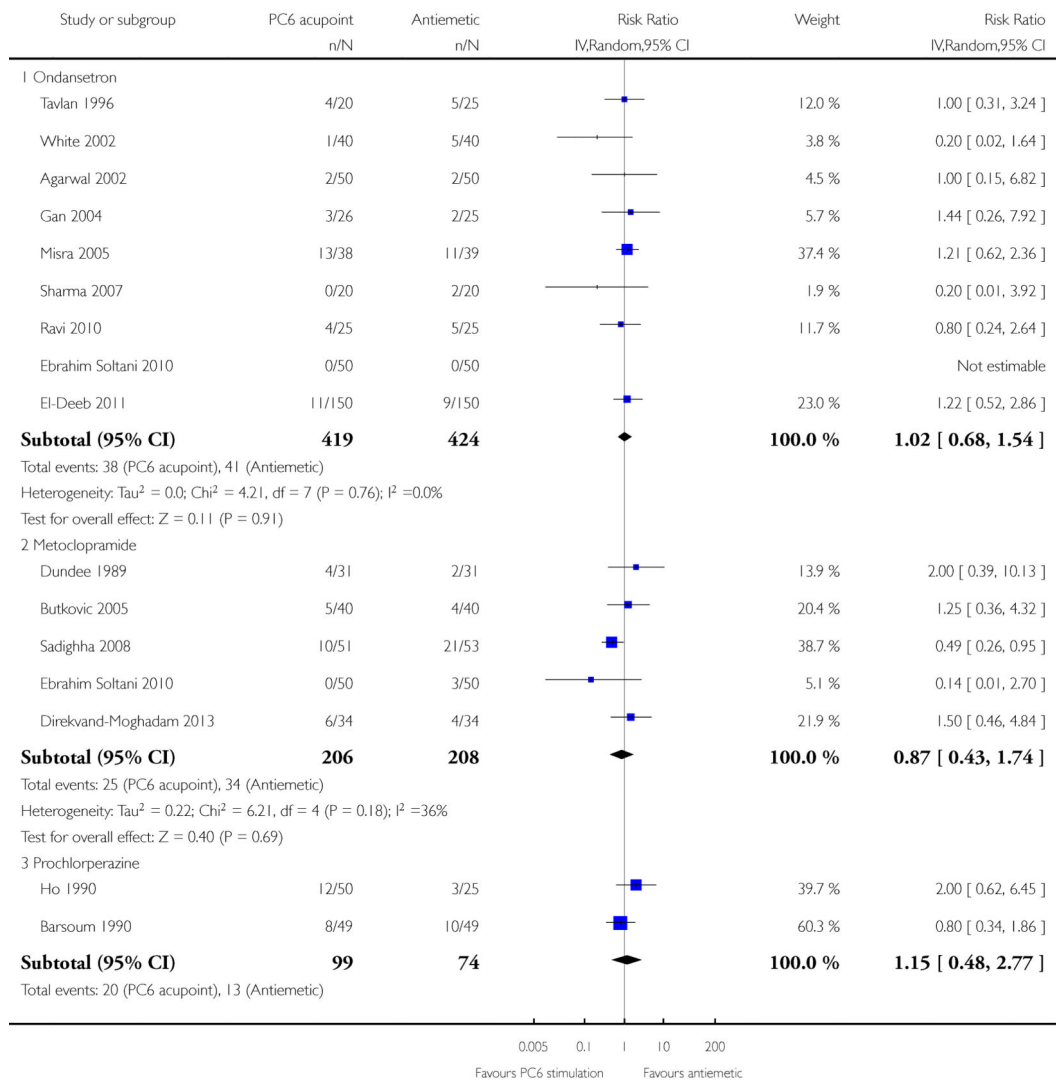 Study or subgroup PC6 acupoint Antiemetic Risk Ratio Weight Risk Ratio
n/N n/N IV,Random,95% CI IV,Random,95% CI
1 Ondansetron
Tavlan 1996 4/20 5/25 12.0 % 1.00 [ 0.31, 3.24 ]
White 2002 1/40 5/40 3.8 % 0.20 [ 0.02, 1.64 ]
Agarwal 2002 2/50 2/50 4.5 % 1.00 [ 0.15, 6.82 ]
Gan 2004 3/26 2/25 5.7 % 1.44 [ 0.26, 7.92 ]
Misra 2005 13/38 11/39 37.4 % 1.21 [ 0.62, 2.36 ]
Sharma 2007 0/20 2/20 1.9 % 0.20 [ 0.01, 3.92 ]
Ravi 2010 4/25 5/25 11.7 % 0.80 [ 0.24, 2.64 ]
Ebrahim Soltani 2010 0/50 0/50 Not estimable
El-Deeb 2011 11/150 9/150 23.0 % 1.22 [ 0.52, 2.86 ]
Subtotal (95% CI) 419 424 100.0 % 1.02 [ 0.68, 1.54 ]
Total events: 38 (PC6 acupoint), 41 (Antiemetic)
Heterogeneity: Tau² = 0.0; Chi² = 4.21, df = 7 (P = 0.76); I² =0.0%
Test for overall effect: Z = 0.11 (P = 0.91)
2 Metoclopramide
Dundee 1989 4/31 2/31 13.9 % 2.00 [ 0.39, 10.13 ]
Butkovic 2005 5/40 4/40 20.4 % 1.25 [ 0.36, 4.32 ]
Sadighha 2008 10/51 21/53 38.7 % 0.49 [ 0.26, 0.95 ]
Ebrahim Soltani 2010 0/50 3/50 5.1 % 0.14 [ 0.01, 2.70 ]
Direkvand-Moghadam 2013 6/34 4/34 21.9 % 1.50 [ 0.46, 4.84 ]
Subtotal (95% CI) 206 208 100.0 % 0.87 [ 0.43, 1.74 ]
Total events: 25 (PC6 acupoint), 34 (Antiemetic)
Heterogeneity: Tau² = 0.22; Chi² = 6.21, df = 4 (P = 0.18); I² =36%
Test for overall effect: Z = 0.40 (P = 0.69)
3 Prochlorperazine
Ho 1990 12/50 3/25 39.7 % 2.00 [ 0.62, 6.45 ]
Barsoum 1990 8/49 10/49 60.3 % 0.80 [ 0.34, 1.86 ]
Subtotal (95% CI) 99 74 100.0 % 1.15 [ 0.48, 2.77 ]
Total events: 20 (PC6 acupoint), 13 (Antiemetic)
0.005 0.1 1 10 200
Favours PC6 stimulation Favours antiemetic